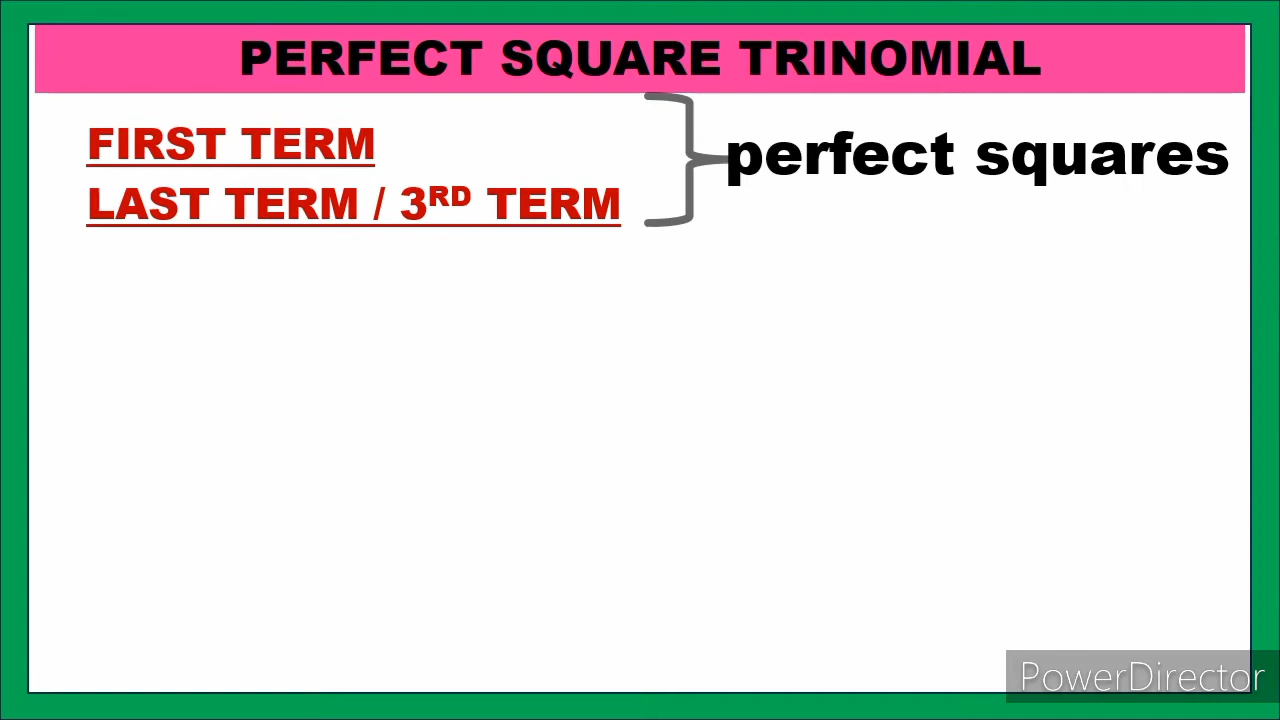 PERFECT SQUARE TRINOMIAL
FIRST TERM
perfect squares
LAST TERM / 3RD TERM
PowerDirector